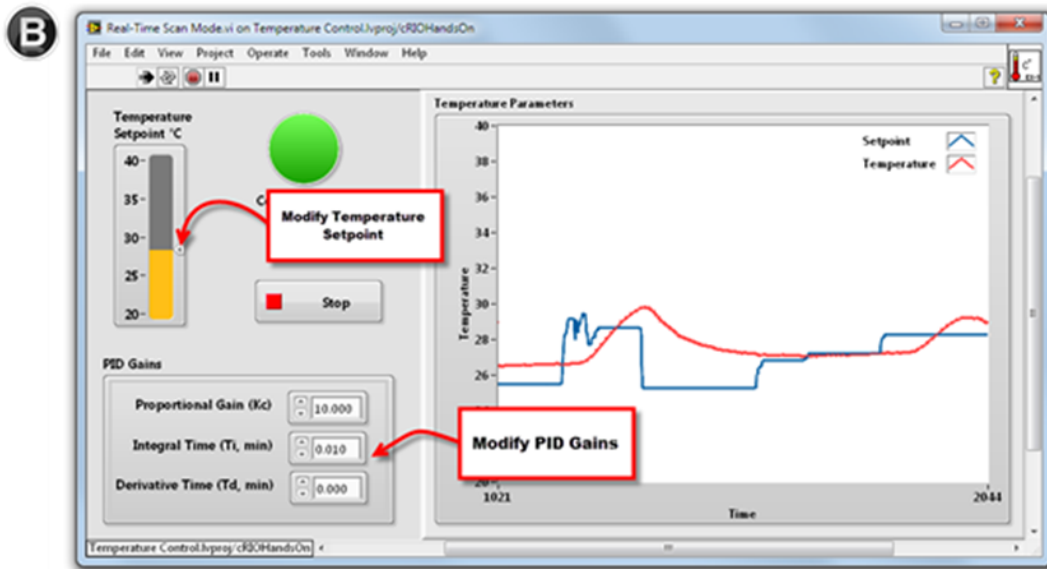 B
Real-Time Scan Mode.vi on Temperature Control.lvproj/cRIOHandsOn
File Edit View Project Operate Tools Window Help
Temperature Parameters
Temperature
Setpoint °C
40
35
30
25
20
Modify Temperature
Setpoint
Stop
PID Gains
Proportional Gain (Kc) 10.000
Integral Time (Ti, min) 0.010
Derivative Time (Td, min) 0.000
Modify PID Gains
Setpoint
Temperature
Temperature
40
38
36
34
32
30
28
26
1021
2044
Time
Temperature Control.lvproj/cRIOHandsOn